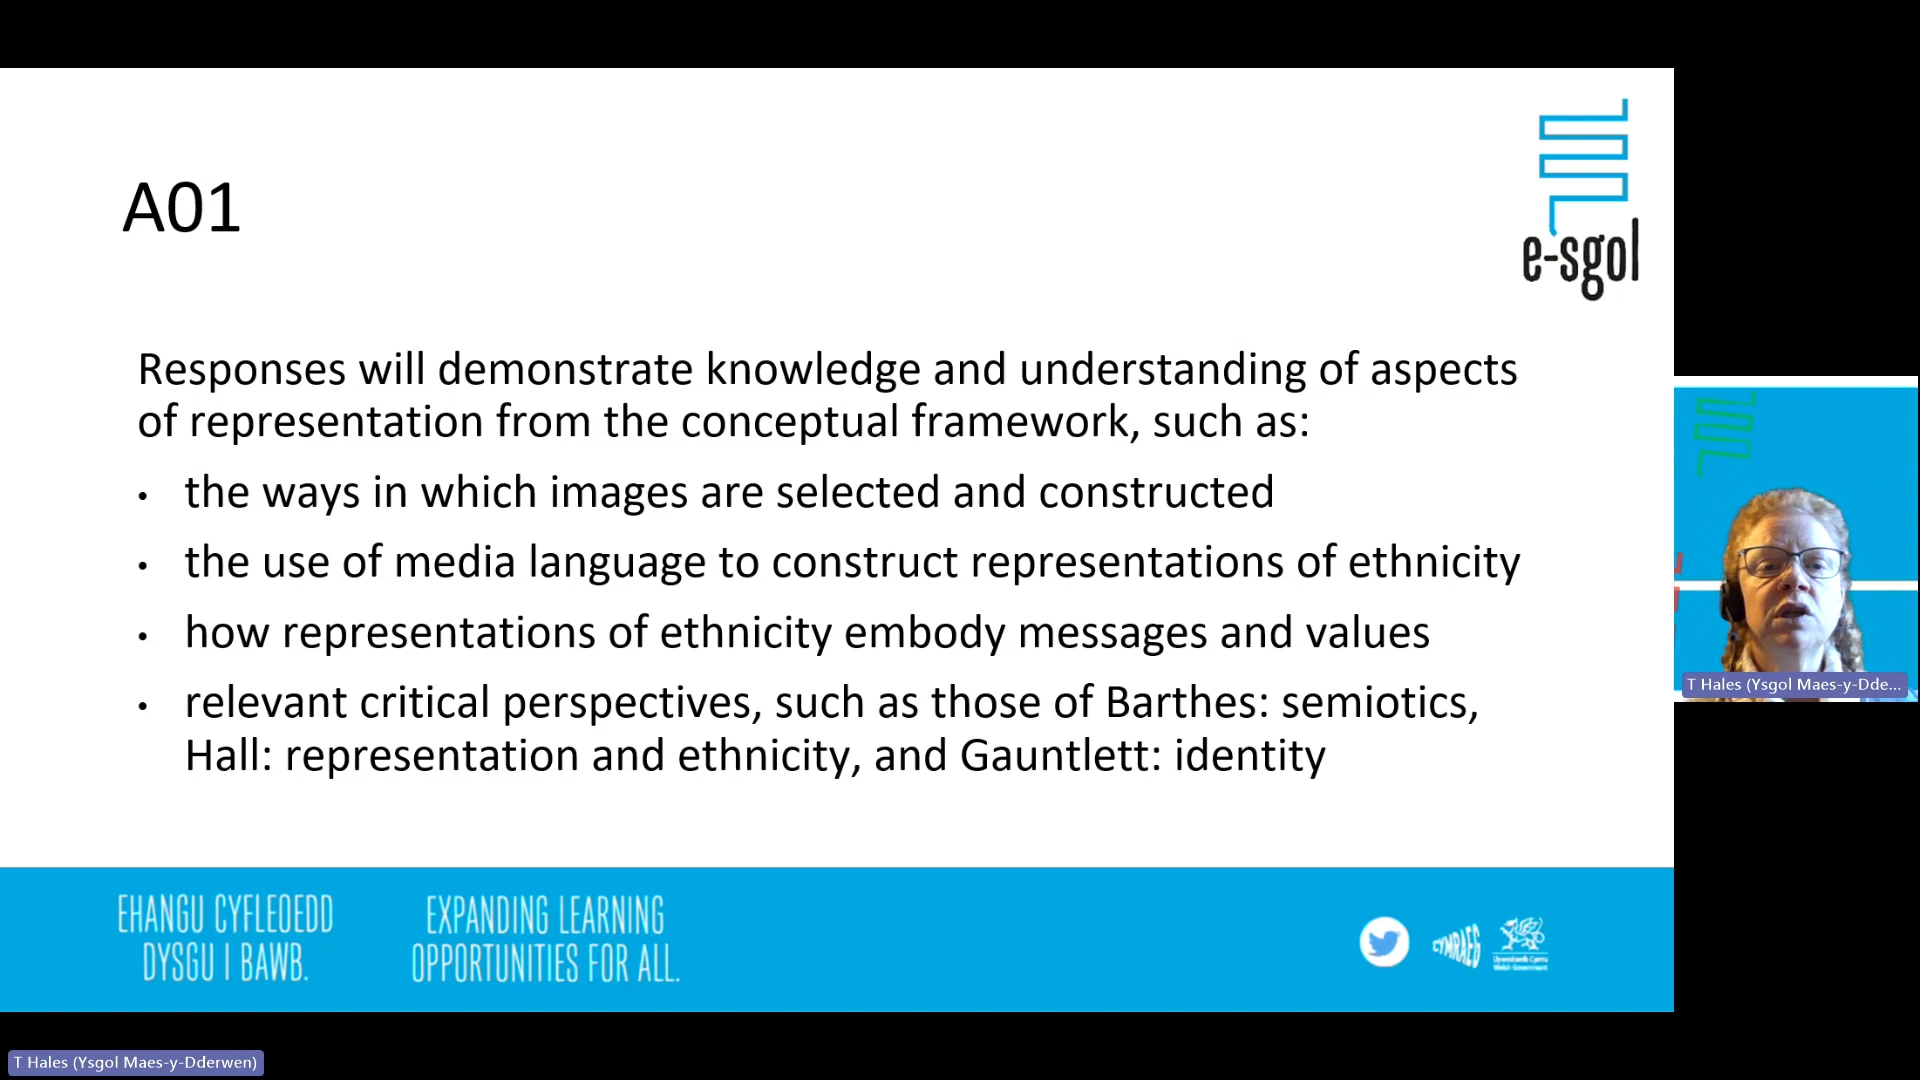 A01
e-sgol
Responses will demonstrate knowledge and understanding of aspects
of representation from the conceptual framework, such as:
• the ways in which images are selected and constructed
• the use of media language to construct representations of ethnicity
• how representations of ethnicity embody messages and values
• relevant critical perspectives, such as those of Barthes: semiotics,
Hall: representation and ethnicity, and Gauntlett: identity
T Hales (Ysgol Maes-y-Dde...
EHANGU CYFLEOEDD
DYSGU I BAWB.
EXPANDING LEARNING
OPPORTUNITIES FOR ALL.
CYMRAEG
Llywodraeth Cymru
Welsh Government
T Hales (Ysgol Maes-y-Dderwen)